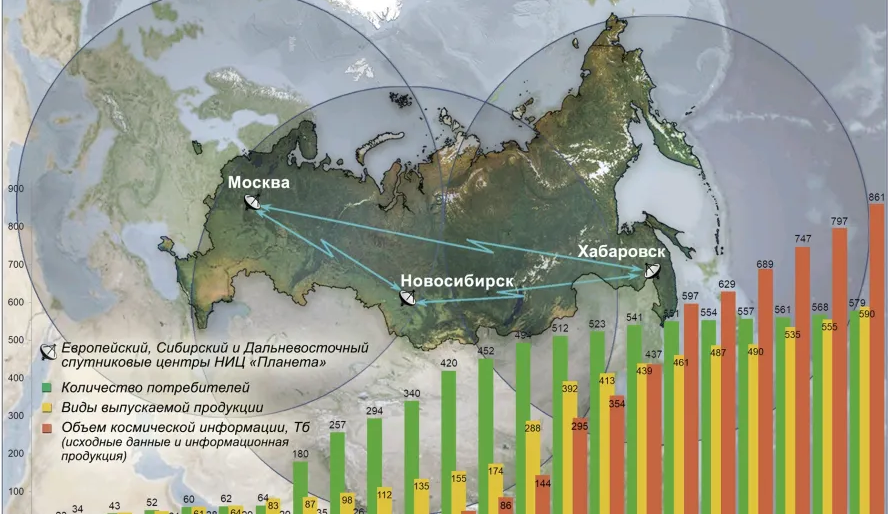 Москва
Хабаровск
Новосибирск
900
800
700
600
500
400
300
200
100
Европейский, Сибирский и Дальневосточный
спутниковые центры НИЦ «Планета»
Количество потребителей
Виды выпускаемой продукции
Объем космической информации, Тб
(исходные данные и информационная
продукция)
34 43 52 60 62 64 180 257 294 340 420 452 494 512 523 541 551 554 557 561 568 579
61 64 83 87 98 112 135 155 174 288 392 413 439 461 487 490 535 555 590
35 26 86 144 295 354 437 597 629 689 747 797 861